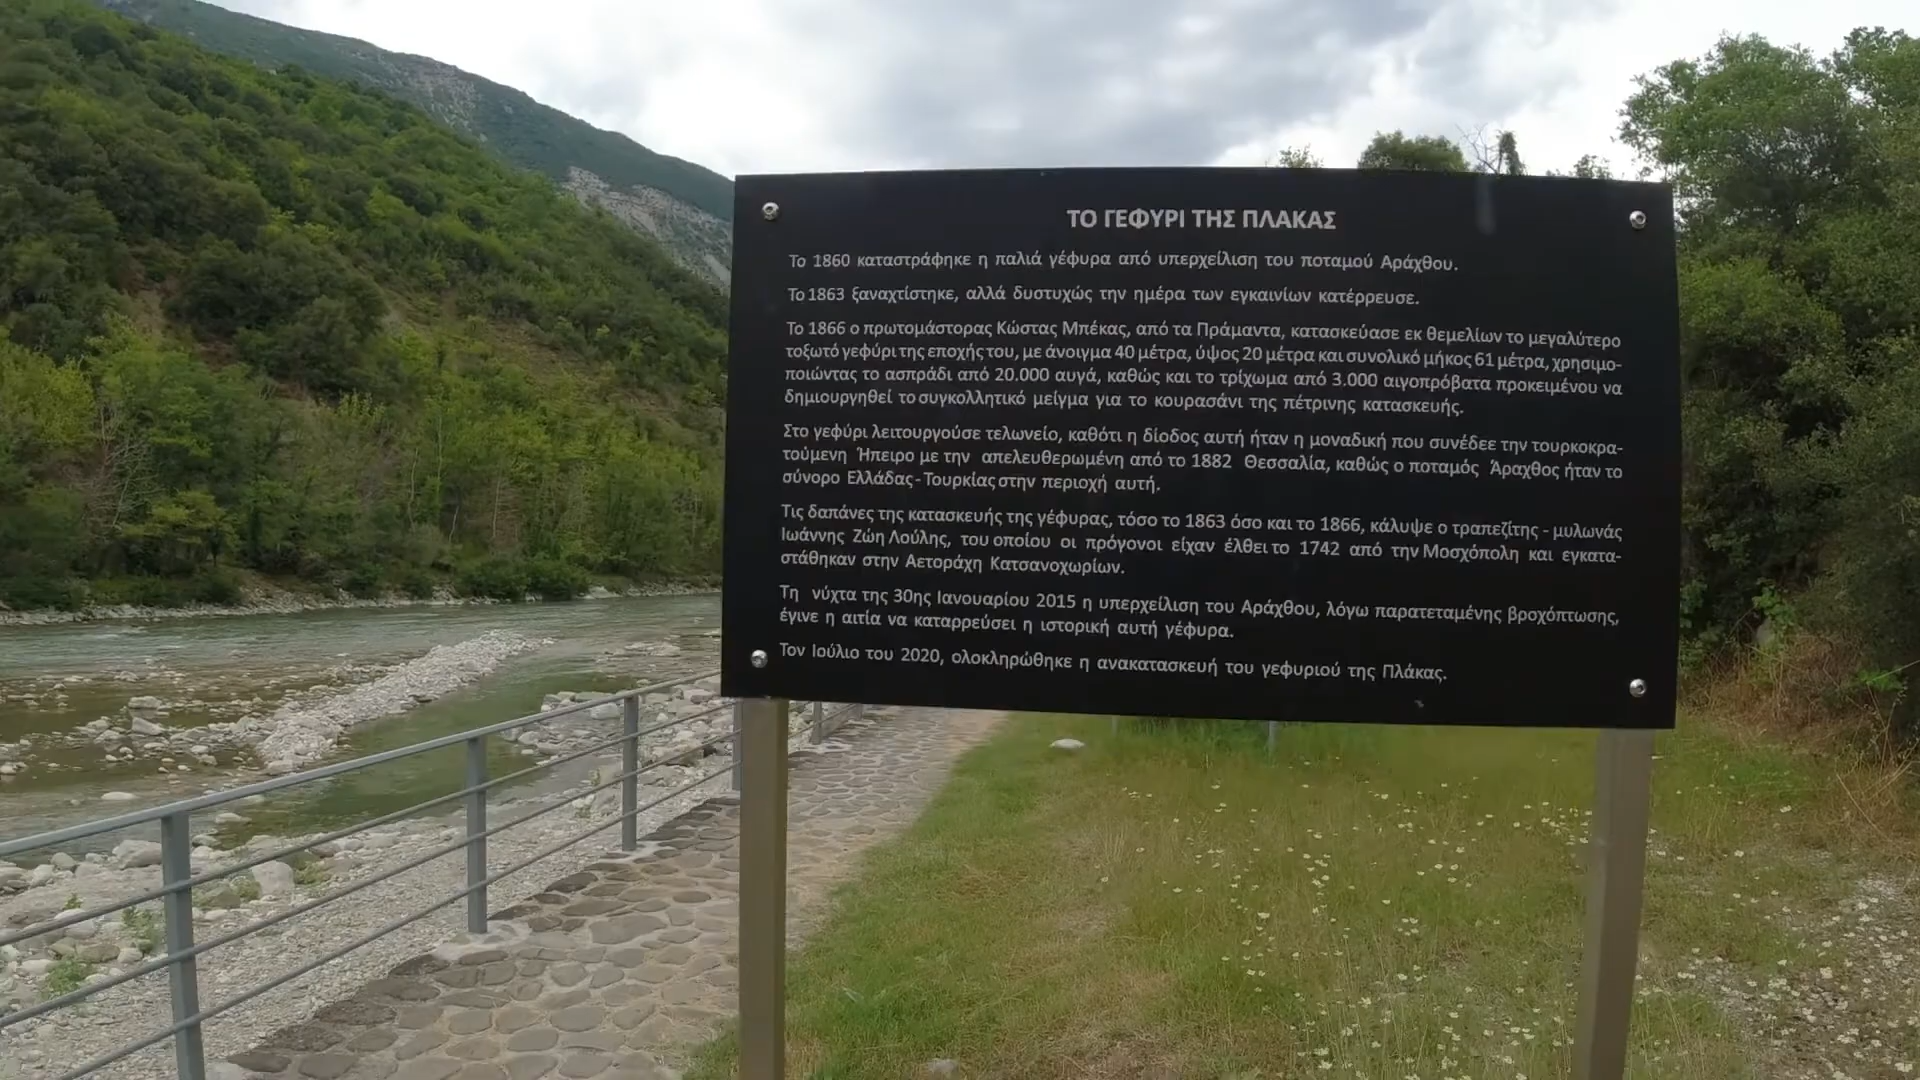 ΤΟ ΓΕΦΥΡΙ ΤΗΣ ΠΛΑΚΑΣ
Το 1860 καταστράφηκε η παλιά γέφυρα από υπερχείλιση του ποταμού Αράχθου.
Το 1863 ξαναχτίστηκε, αλλά δυστυχώς την ημέρα των εγκαινίων κατέρρευσε.
Το 1866 ο πρωτομάστορας Κώστας Μπέκας, από τα Πράμαντα, κατασκεύασε εκ θεμελίων το μεγαλύτερο
τοξωτό γεφύρι της εποχής του, με άνοιγμα 40 μέτρα, ύψος 20 μέτρα και συνολικό μήκος 61 μέτρα, χρησιμο-
ποιώντας το ασπράδι από 20.000 αυγά, καθώς και το τρίχωμα από 3.000 αιγοπρόβατα προκειμένου να
δημιουργηθεί το συγκολλητικό μείγμα για το κουρασάνι της πέτρινης κατασκευής.
Στο γεφύρι λειτουργούσε τελωνείο, καθότι η δίοδος αυτή ήταν η μοναδική που συνέδεε την τουρκοκρα-
τούμενη Ήπειρο με την απελευθερωμένη από το 1882 Θεσσαλία, καθώς ο ποταμός Άραχθος ήταν το
σύνορο Ελλάδας - Τουρκίας στην περιοχή αυτή.
Τις δαπάνες της κατασκευής της γέφυρας, τόσο το 1863 όσο και το 1866, κάλυψε ο τραπεζίτης - μυλωνάς
Ιωάννης Ζώη Λούλης, του οποίου οι πρόγονοι είχαν έλθει το 1742 από την Μοσχόπολη και εγκατα-
στάθηκαν στην Αετοράχη Κατσανοχωρίων.
Τη νύχτα της 30ης Ιανουαρίου 2015 η υπερχείλιση του Αράχθου, λόγω παρατεταμένης βροχόπτωσης,
έγινε η αιτία να καταρρεύσει η ιστορική αυτή γέφυρα.
Τον Ιούλιο του 2020, ολοκληρώθηκε η ανακατασκευή του γεφυριού της Πλάκας.